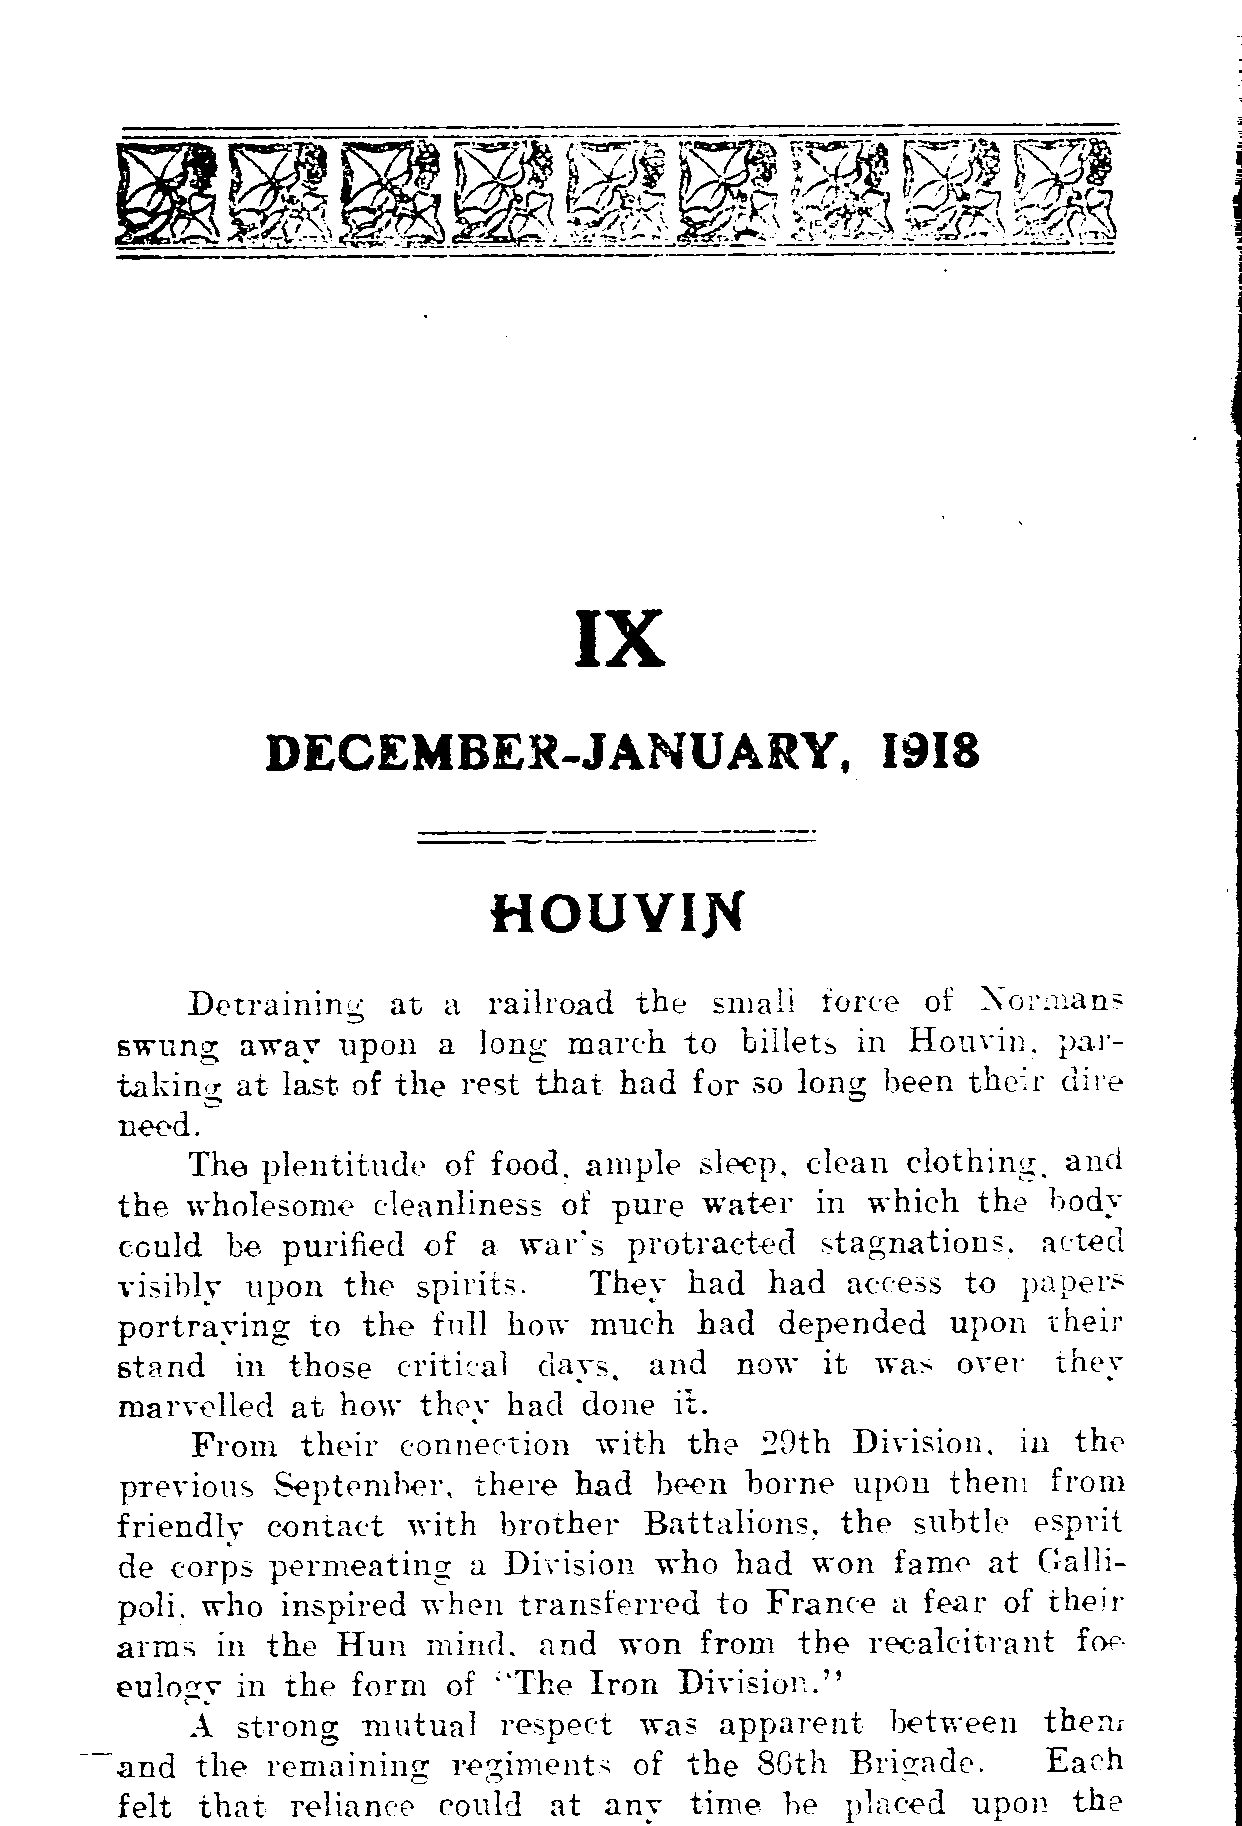 IX
DECEMBER-JANUARY, 1918
HOUVIN
Detraining at a railroad the small force of Normans
swung away upon a long march to billets in Houvin, par-
taking at last of the rest that had for so long been their dire
need.
The plentitude of food, ample sleep, clean clothing, and
the wholesome cleanliness of pure water in which the body
could be purified of a war's protracted stagnations, acted
visibly upon the spirits. They had had access to papers
portraying to the full how much had depended upon their
stand in those critical days, and now it was over they
marvelled at how they had done it.
From their connection with the 29th Division, in the
previous September, there had been borne upon them from
friendly contact with brother Battalions, the subtle esprit
de corps permeating a Division who had won fame at Galli-
poli, who inspired when transferred to France a fear of their
arms in the Hun mind, and won from the recalcitrant foe
eulogy in the form of "The Iron Division."
A strong mutual respect was apparent between them
and the remaining regiments of the 86th Brigade. Each
felt that reliance could at any time be placed upon the